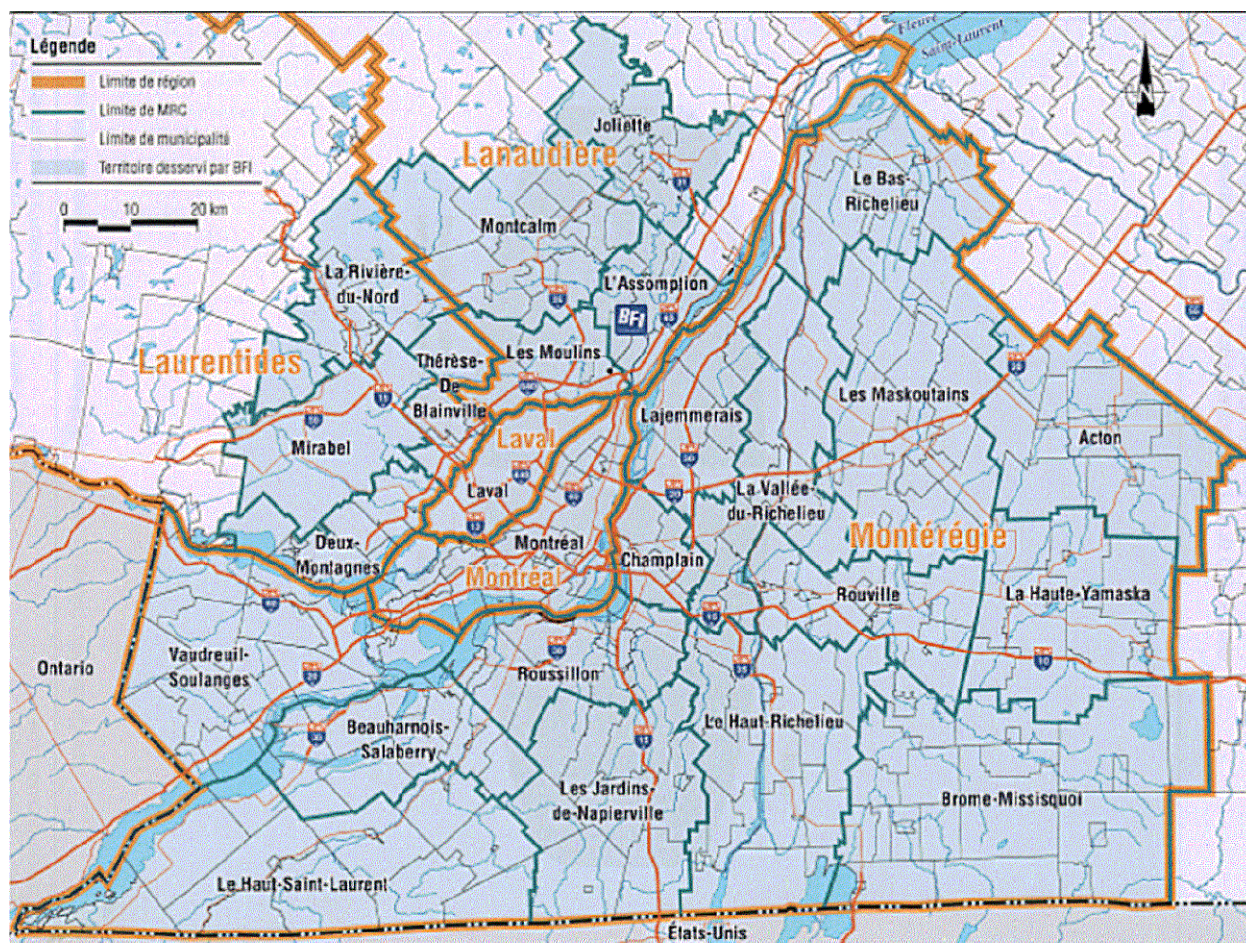 Légende
Limite de région
Limite de MRC
Limite de municipalité
Territoire desservi par BFI
0 10 20 km
Fleuve
Saint-Laurent
N
Joliette
Lanaudière
Le Bas-
Richelieu
Montcalm
La Rivière-
du-Nord
L'Assomption
BFI
Les Moulins
Thérèse-
De
Blainville
Laurentides
Les Maskoutains
Lajemmerais
Acton
Mirabel
Laval
Laval
La Vallée-
du-Richelieu
Montérégie
Deux-
Montagnes
Montréal
Montréal
Champlain
Rouville
La Haute-Yamaska
Ontario
Vaudreuil-
Soulanges
Roussillon
Beauharnois-
Salaberry
Le Haut-Richelieu
Les Jardins-
de-Napierville
Brome-Missisquoi
Le Haut-Saint-Laurent
États-Unis